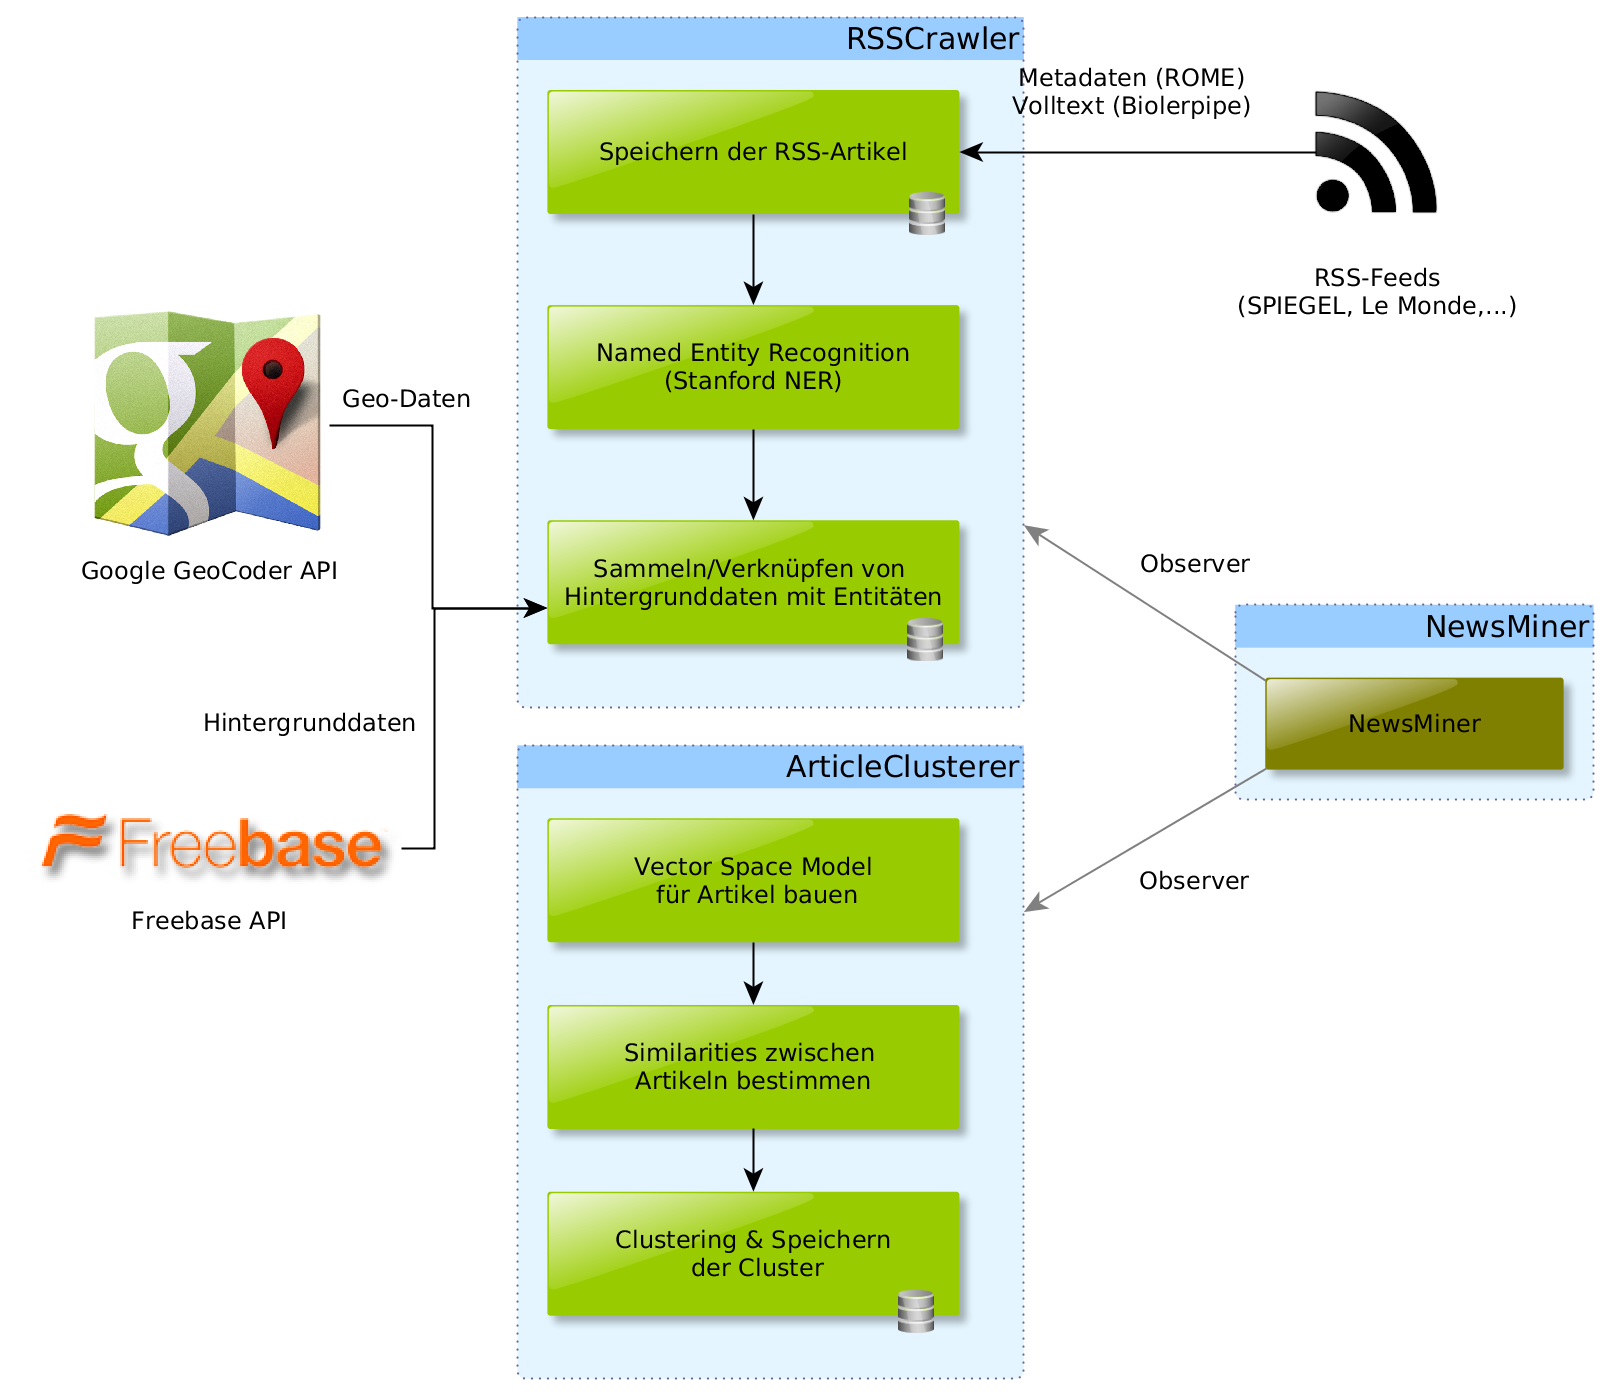 RSSCrawler
Metadaten (ROME)
Volltext (Biolerpipe)
Speichern der RSS-Artikel
RSS-Feeds
(SPIEGEL, Le Monde,...)
Named Entity Recognition
(Stanford NER)
g
Geo-Daten
Google GeoCoder API
Sammeln/Verknüpfen von
Hintergrunddaten mit Entitäten
Observer
NewsMiner
NewsMiner
Hintergrunddaten
ArticleClusterer
Freebase
Freebase API
Vector Space Model
für Artikel bauen
Observer
Similarities zwischen
Artikeln bestimmen
Clustering & Speichern
der Cluster